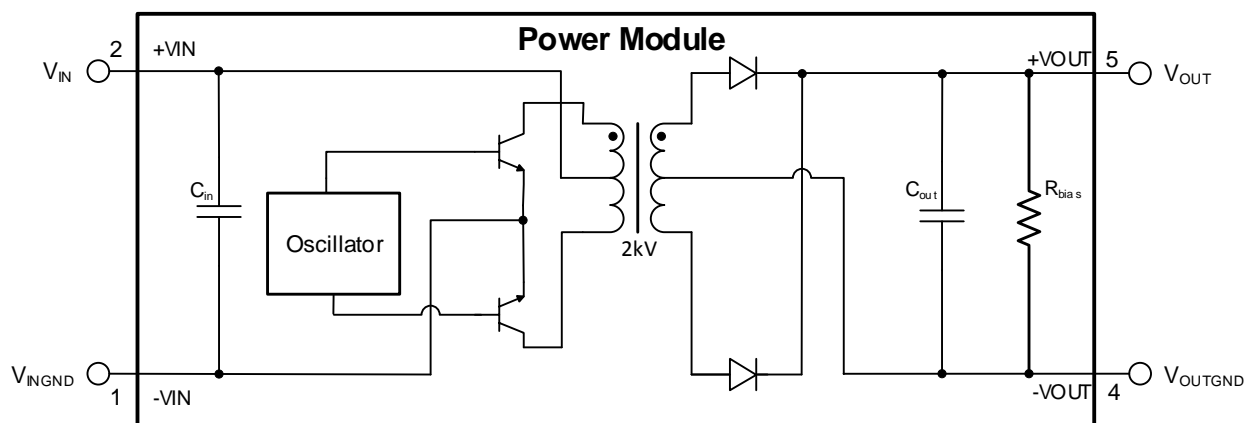 Power Module
2
+VIN
V_IN
C_in
Oscillator
2kV
C_out
R_bias
+VOUT
5
V_OUT
V_INGND
1
-VIN
-VOUT
4
V_OUTGND